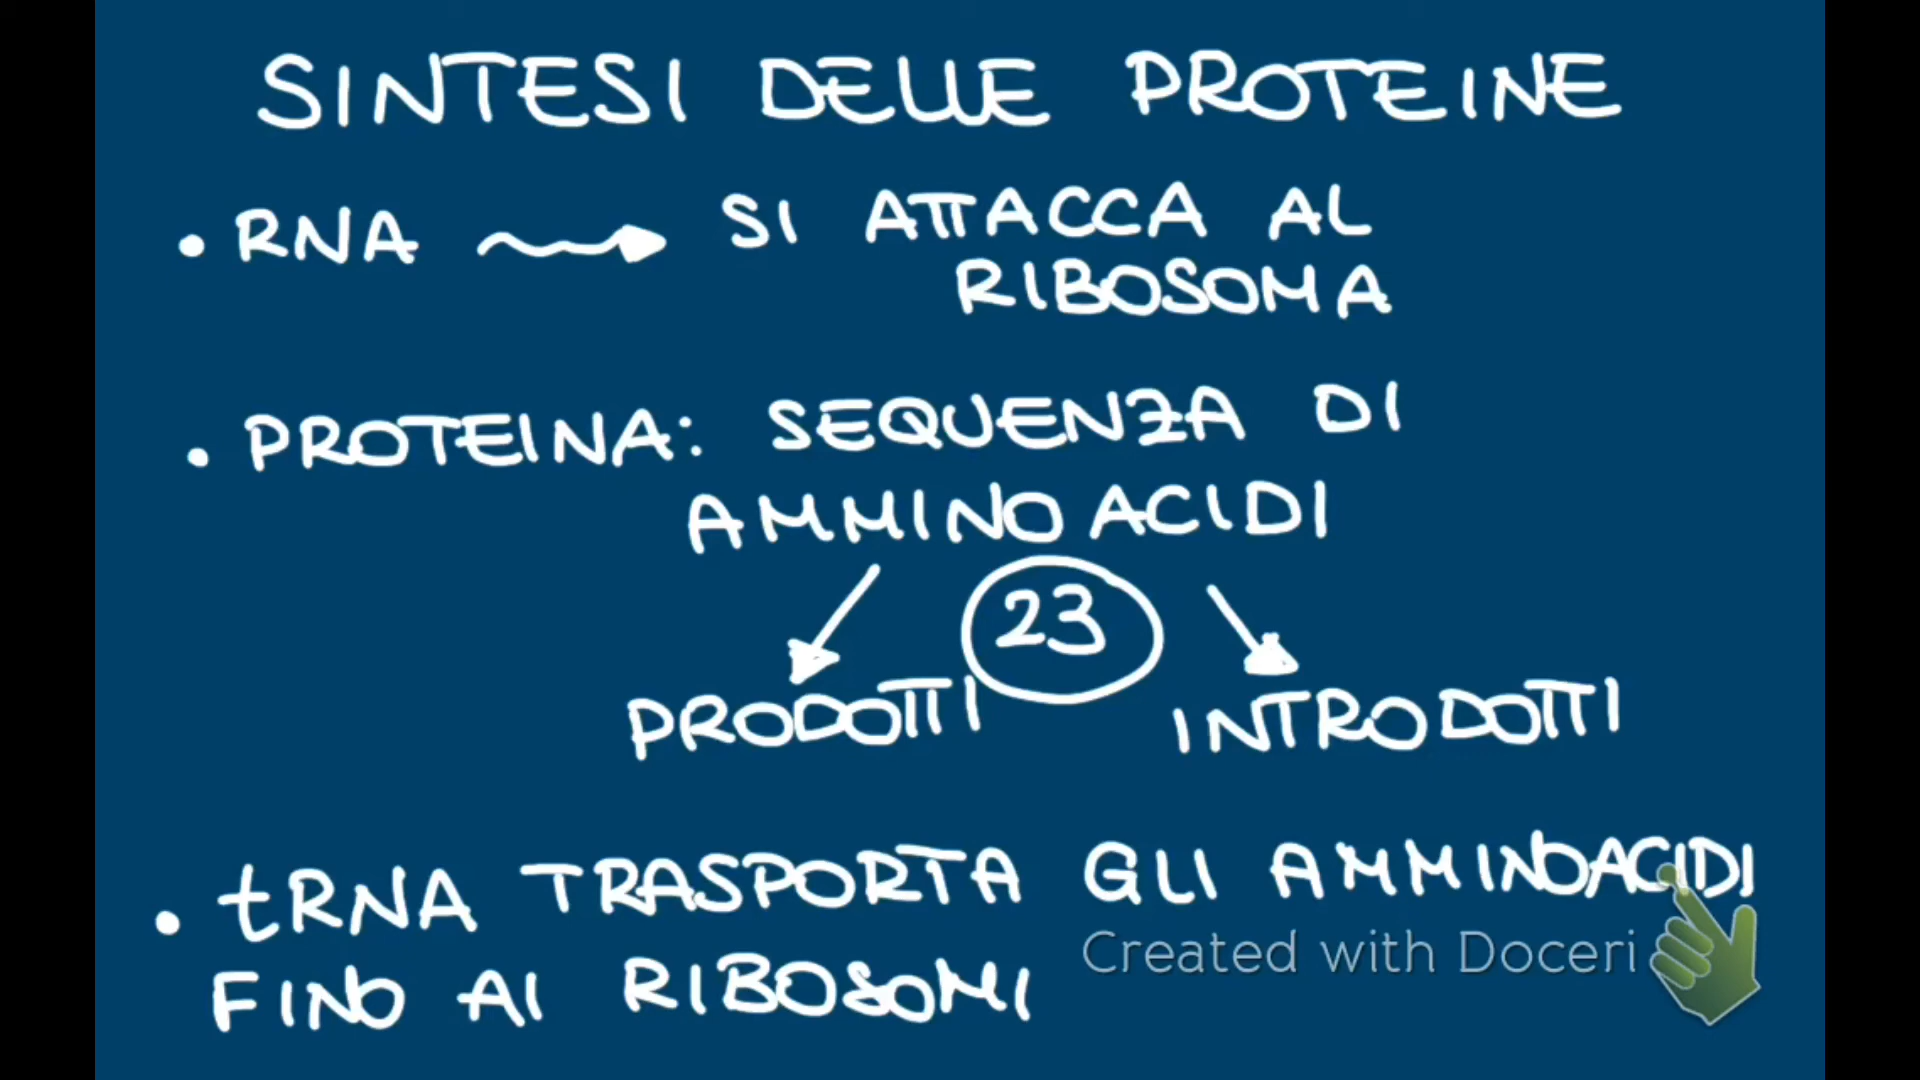 SINTESI DELLE PROTEINE
• RNA → SI ATTACCA AL
RIBOSOMA
• PROTEINA: SEQUENZA DI
AMMINOACIDI
23
PRODOTTI INTRODOTTI
• tRNA TRASPORTA GLI AMMINOACIDI
Created with Doceri
FINO AI RIBOSOMI